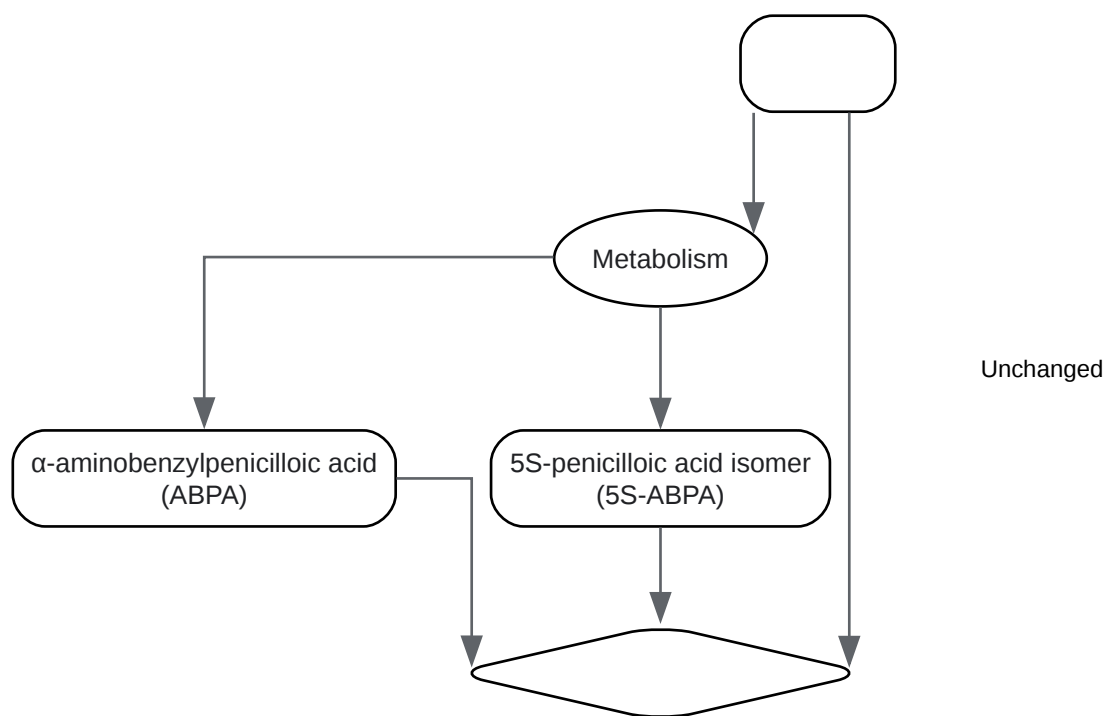 Metabolism
Unchanged
α-aminobenzylpenicilloic acid
(ABPA)
5S-penicilloic acid isomer
(5S-ABPA)